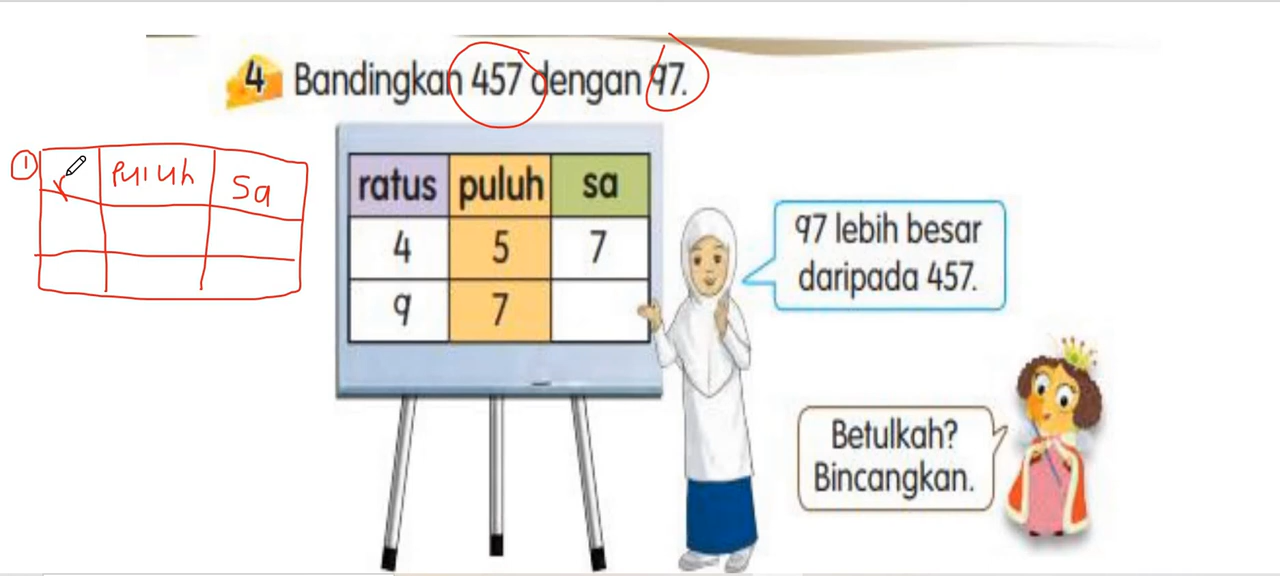 4 Bandingkan 457 dengan 97.
1 puluh sa
ratus puluh sa
4 5 7
9 7
97 lebih besar
daripada 457.
Betulkah?
Bincangkan.